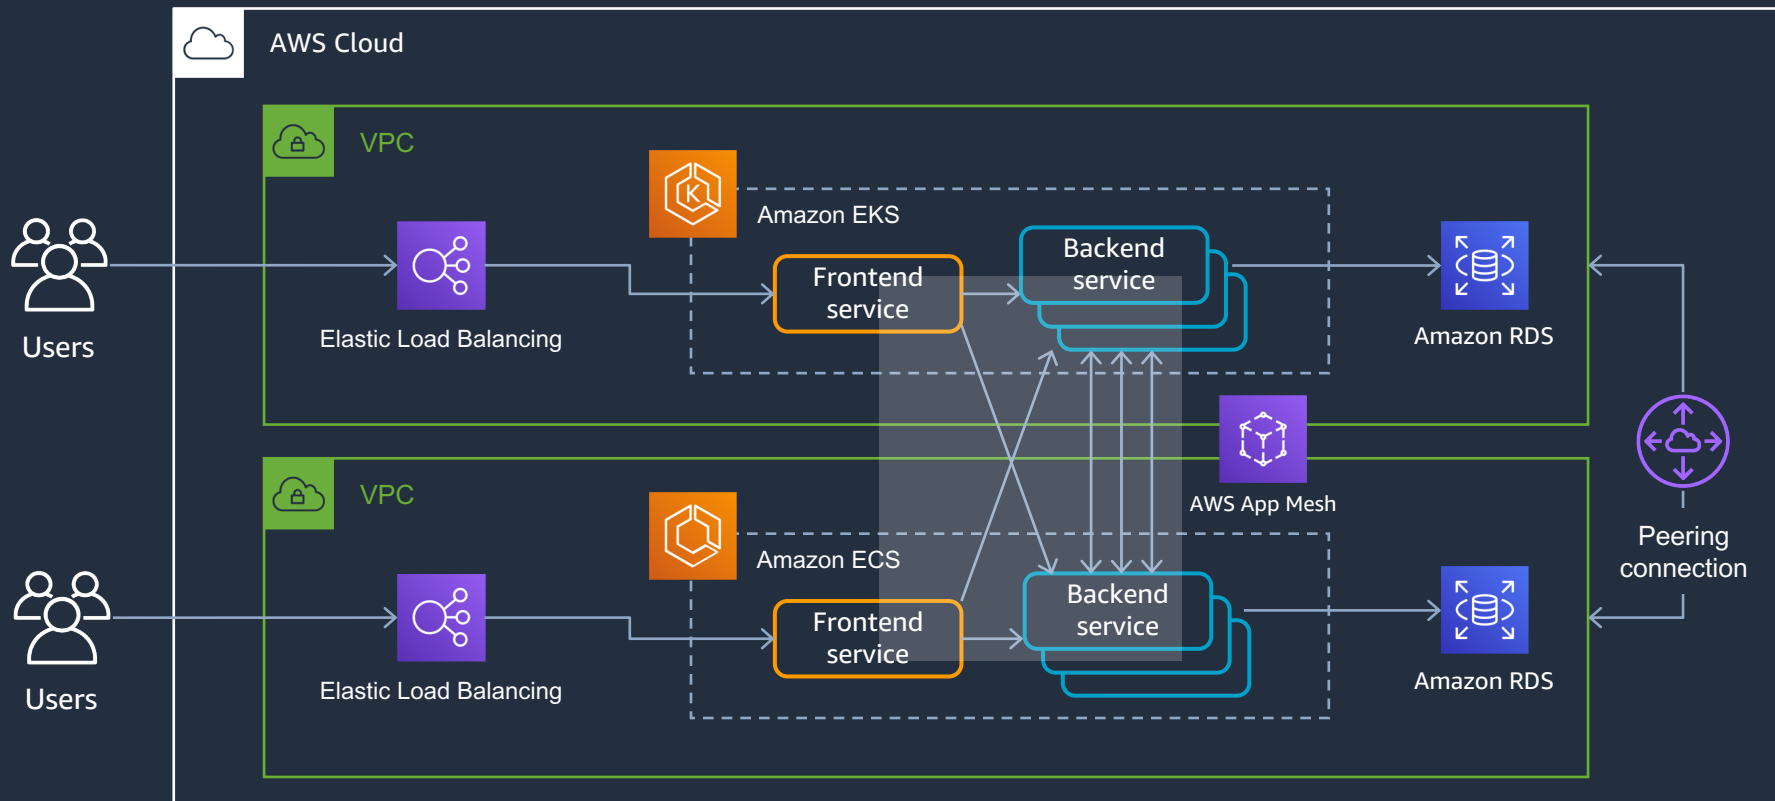 AWS Cloud
VPC
Amazon EKS
Backend
service
Frontend
service
Users
Elastic Load Balancing
Amazon RDS
AWS App Mesh
Peering
connection
VPC
Amazon ECS
Backend
service
Frontend
service
Users
Elastic Load Balancing
Amazon RDS
K